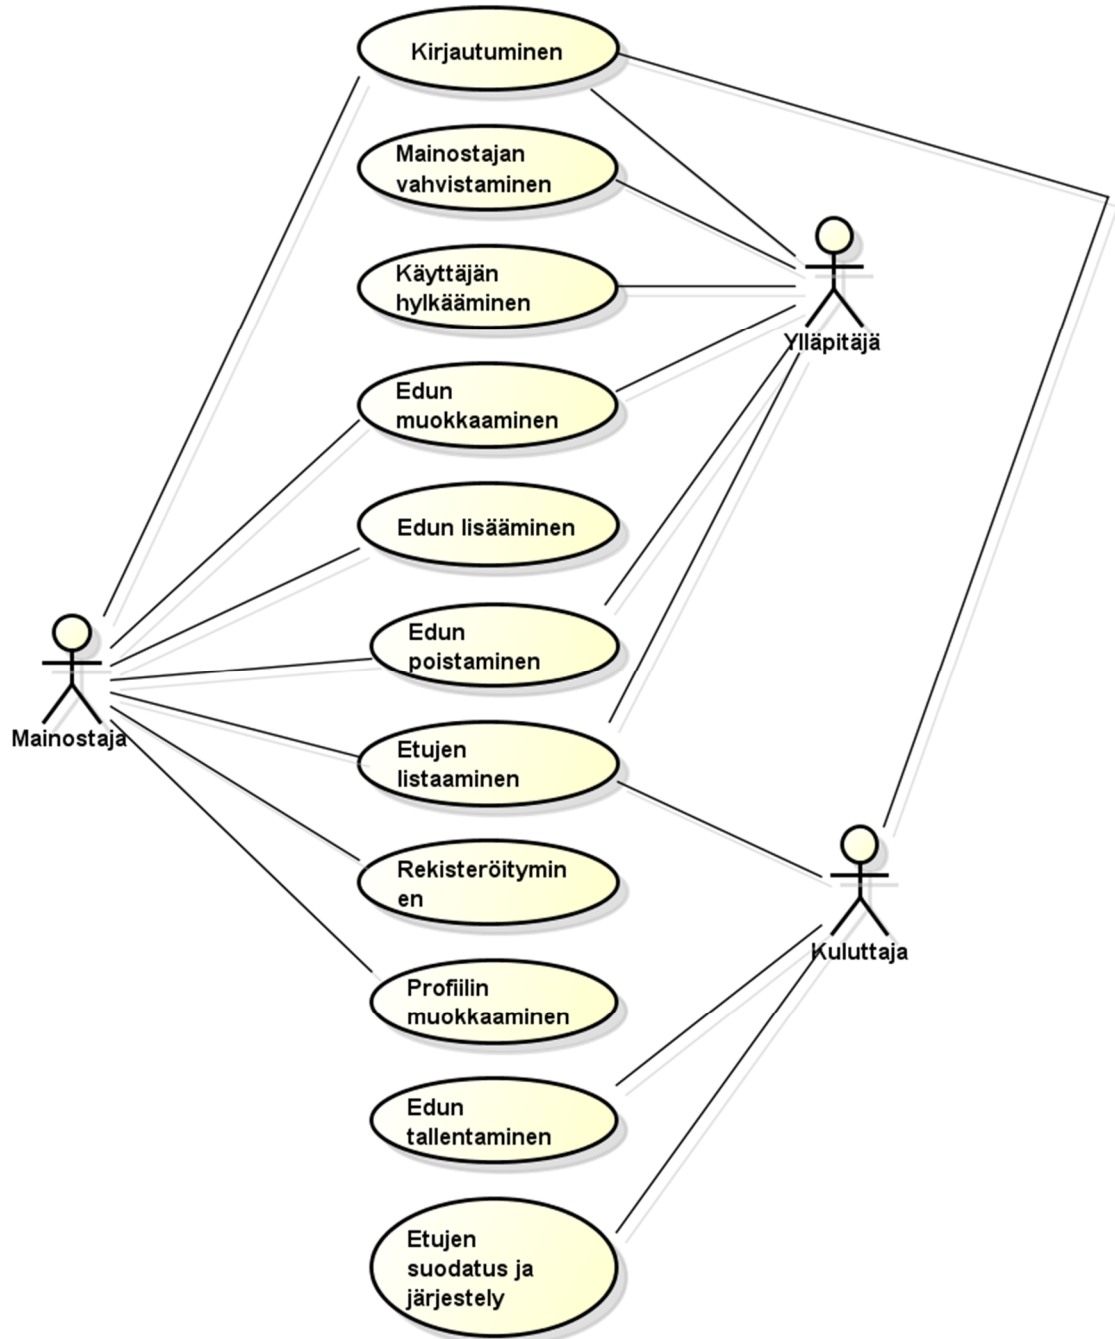 Kirjautuminen
Mainostajan
vahvistaminen
Käyttäjän
hylkääminen
Ylläpitäjä
Edun
muokkaaminen
Edun lisääminen
Edun
poistaminen
Mainostaja
Etujen
listaaminen
Rekisteröitymin
en
Kuluttaja
Profiilin
muokkaaminen
Edun
tallentaminen
Etujen
suodatus ja
järjestely